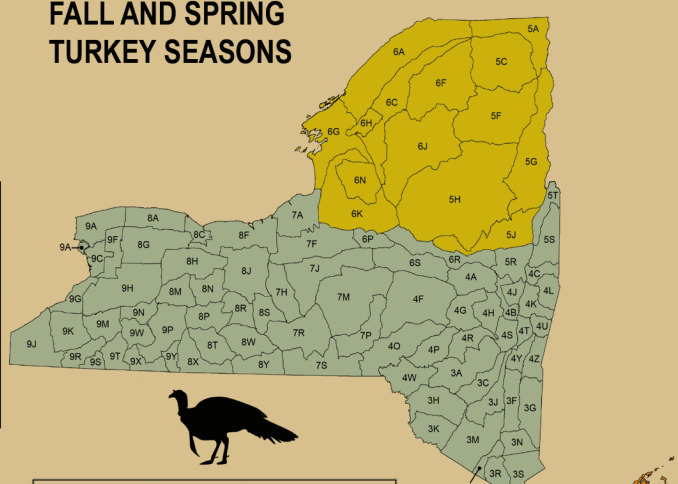 FALL AND SPRING
TURKEY SEASONS
5A
6A
5C
6F
6C
5F
6H
6G
6J
5G
6N
5H
5T
6K
7A
8A
9A
8C
8F
5J
5S
9F
6P
7F
8G
9A
9C
8H
6S
6R
5R
7J
8J
4A
4C
9H
8M
8N
7H
7M
4F
4J
4L
9G
4K
8R
8S
4G
4H
4B
9N
8P
9M
9K
9W
9P
7R
7P
4S
4T
4U
4R
9J
8T
8W
4O
4P
9R
9S
9T
9X
9Y
8X
8Y
7S
4Y
4Z
3A
4W
3C
3H
3J
3F
3G
3K
3M
3N
3R
3S